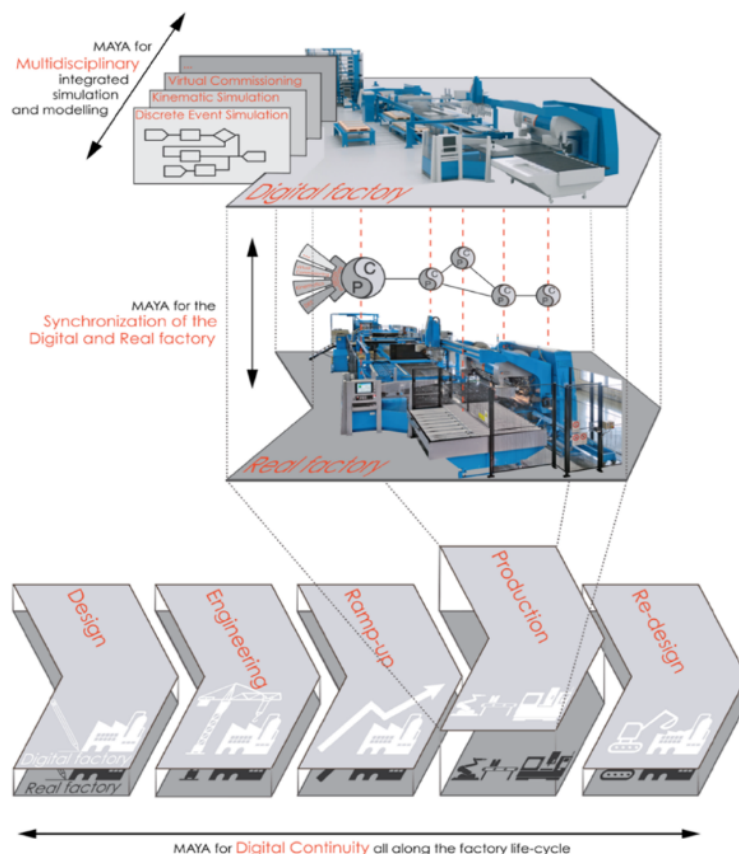 MAYA for
Multidisciplinary
integrated
simulation
and modelling
...
Virtual Commissioning
Kinematic Simulation
Discrete Event Simulation
Digital factory
C
P
C
P
C
P
C
P
C
P
MAYA for the
Synchronization of the
Digital and Real factory
Real factory
Design
Engineering
Ramp-up
Production
Re-design
Digital factory
Real factory
MAYA for Digital Continuity all along the factory life-cycle